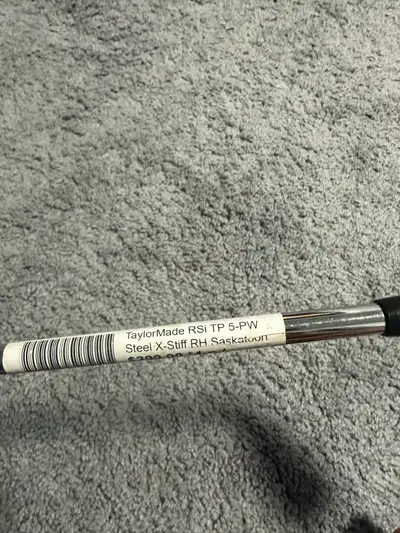 TaylorMade RSi TP 5-PW
Steel X-Stiff RH Saskatoon